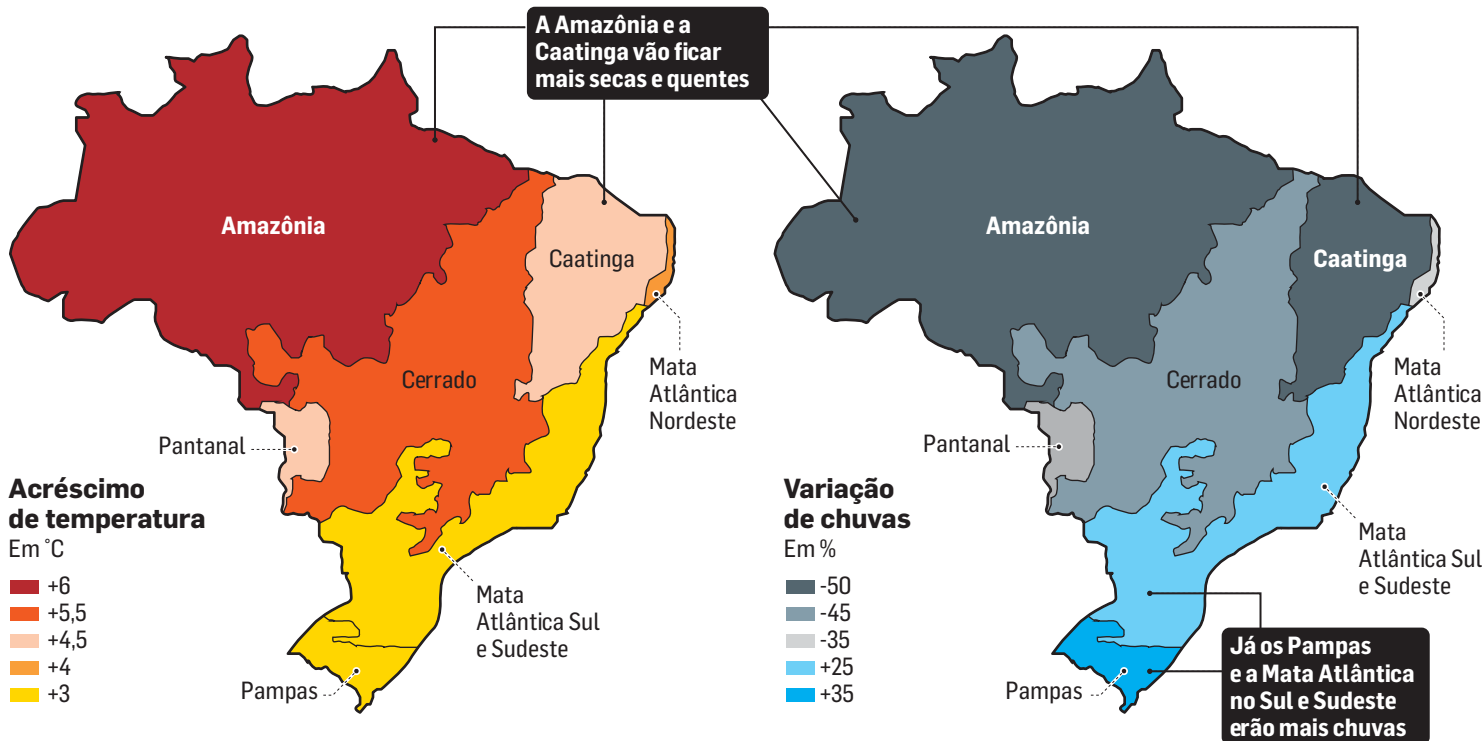 A Amazônia e a
Caatinga vão ficar
mais secas e quentes
Amazônia
Caatinga
Cerrado
Mata
Atlântica
Nordeste
Pantanal
Acréscimo
de temperatura
Em °C
+6
+5,5
+4,5
+4
+3
Mata
Atlântica Sul
e Sudeste
Pampas
Amazônia
Caatinga
Cerrado
Mata
Atlântica
Nordeste
Pantanal
Variação
de chuvas
Em %
-50
-45
-35
+25
+35
Mata
Atlântica Sul
e Sudeste
Pampas
Já os Pampas
e a Mata Atlântica
no Sul e Sudeste
erão mais chuvas